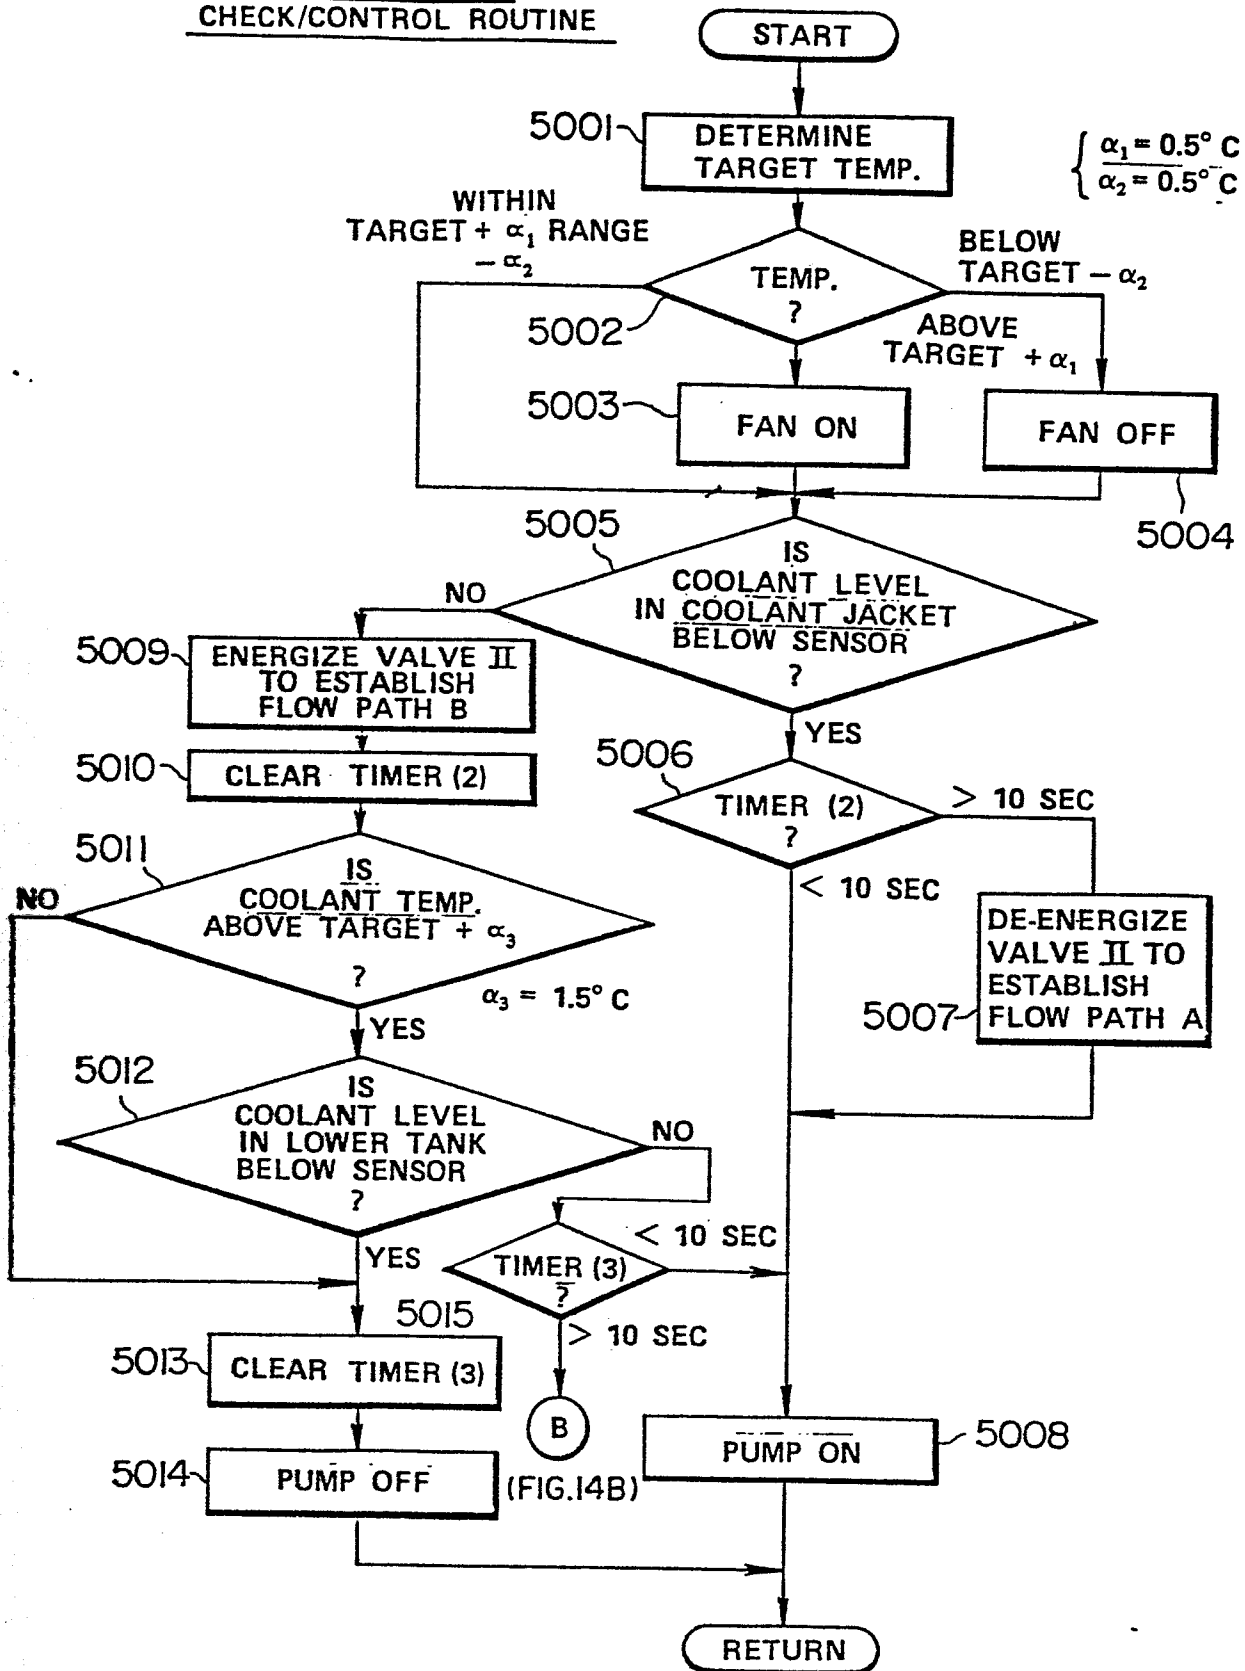 CHECK/CONTROL ROUTINE
START
5001
DETERMINE
TARGET TEMP.
{ α₁ = 0.5° C
α₂ = 0.5° C
WITHIN
TARGET + α₁ RANGE
– α₂
TEMP.
?
BELOW
TARGET – α₂
5002
ABOVE
TARGET + α₁
5003
FAN ON
FAN OFF
5004
5005
IS
COOLANT LEVEL
IN COOLANT JACKET
BELOW SENSOR
?
NO
YES
5009
ENERGIZE VALVE II
TO ESTABLISH
FLOW PATH B
5010
CLEAR TIMER (2)
5006
TIMER (2)
?
> 10 SEC
< 10 SEC
5011
IS
COOLANT TEMP.
ABOVE TARGET + α₃
?
NO
α₃ = 1.5° C
YES
DE-ENERGIZE
VALVE II TO
ESTABLISH
FLOW PATH A
5007
5012
IS
COOLANT LEVEL
IN LOWER TANK
BELOW SENSOR
?
NO
YES
TIMER (3)
?
< 10 SEC
5015
> 10 SEC
5013
CLEAR TIMER (3)
B
(FIG.14B)
5014
PUMP OFF
PUMP ON
5008
RETURN